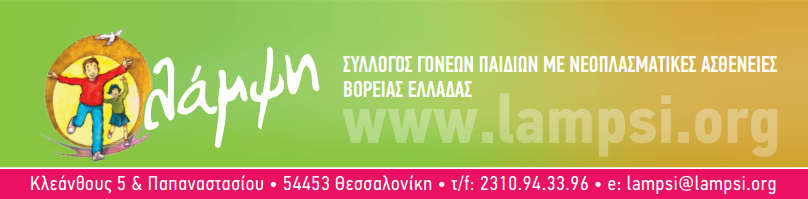 λάμψη
ΣΥΛΛΟΓΟΣ ΓΟΝΕΩΝ ΠΑΙΔΙΩΝ ΜΕ ΝΕΟΠΛΑΣΜΑΤΙΚΕΣ ΑΣΘΕΝΕΙΕΣ
ΒΟΡΕΙΑΣ ΕΛΛΑΔΑΣ
www.lampsi.org
Κλεάνθους 5 & Παπαναστασίου • 54453 Θεσσαλονίκη • t/f: 2310.94.33.96 • e: lampsi@lampsi.org